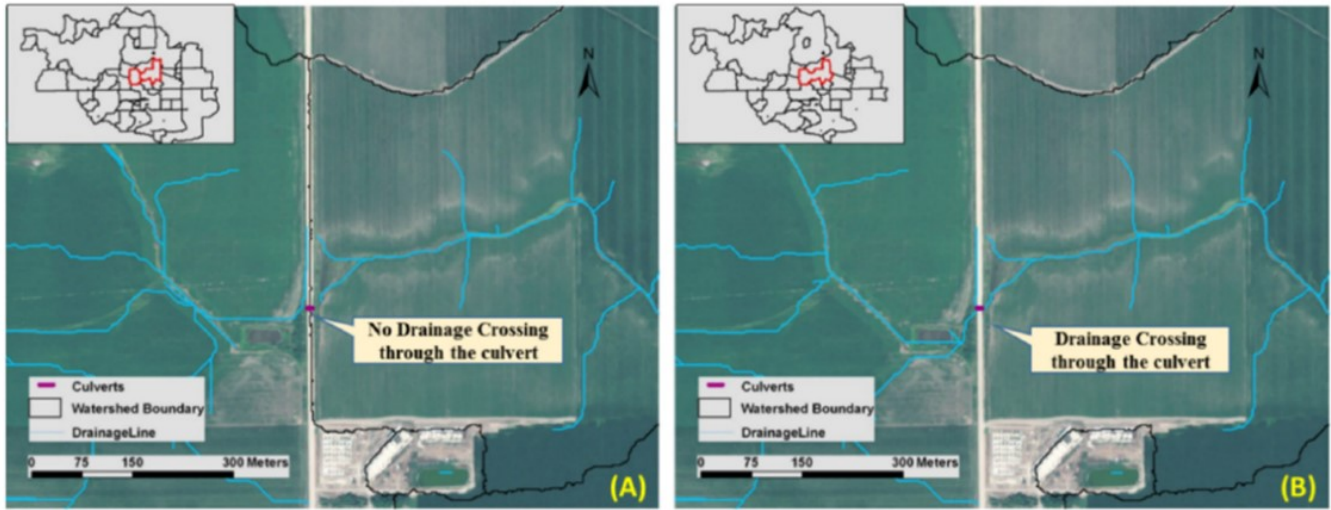 N
No Drainage Crossing
through the culvert
Culverts
Watershed Boundary
DrainageLine
0 75 150 300 Meters
(A)
N
Drainage Crossing
through the culvert
Culverts
Watershed Boundary
DrainageLine
0 75 150 300 Meters
(B)